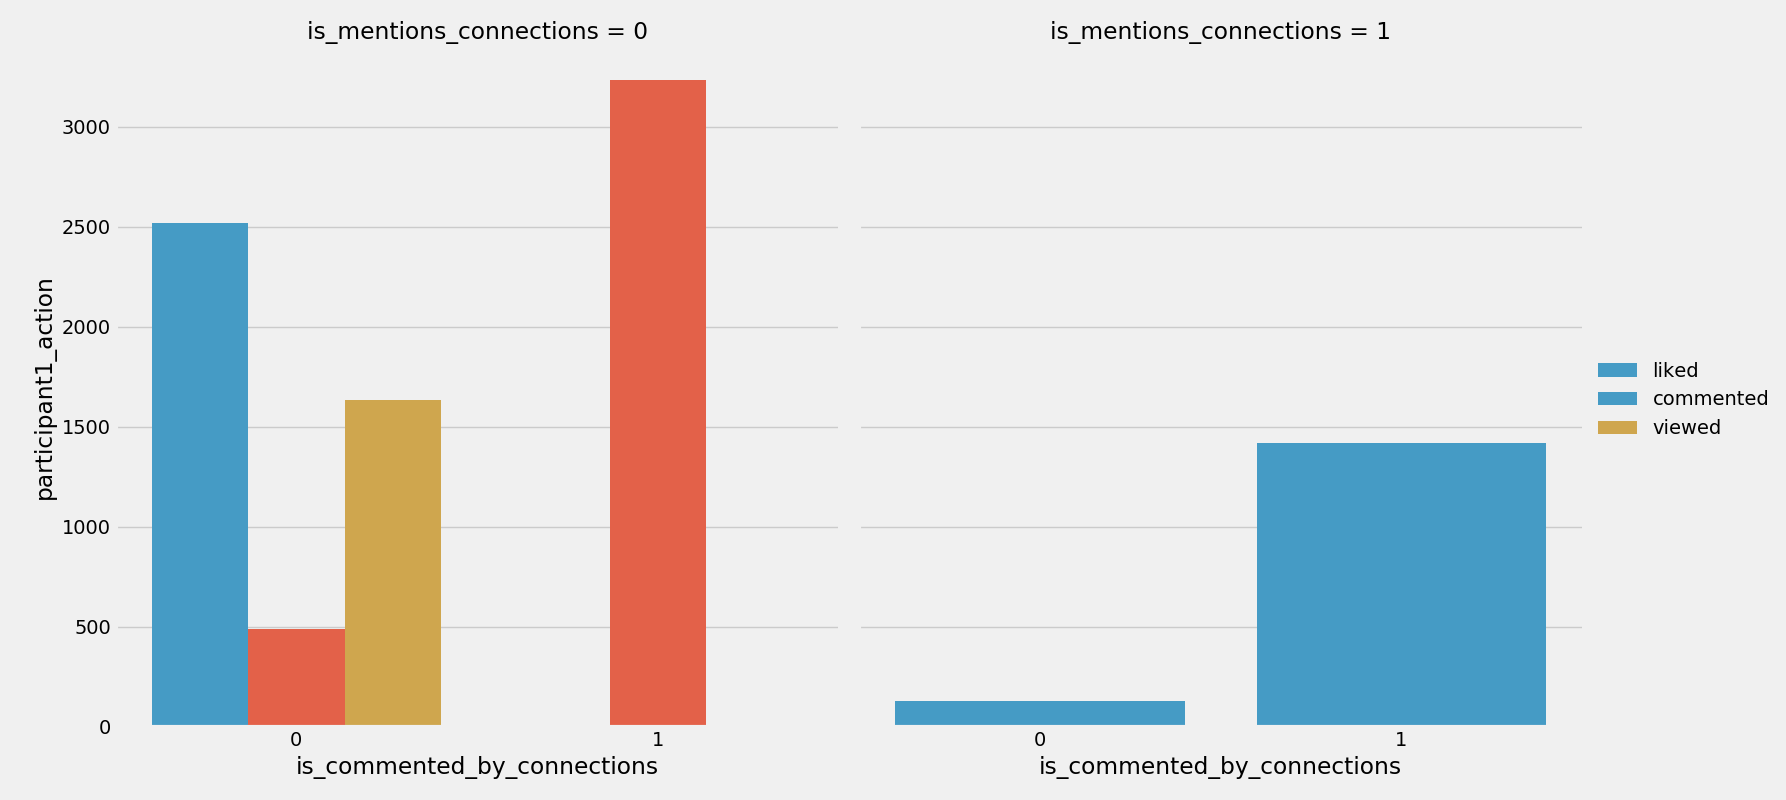 is_mentions_connections = 0
is_mentions_connections = 1
participant1_action
3000
2500
2000
1500
1000
500
0
0
1
0
1
is_commented_by_connections
is_commented_by_connections
liked
commented
viewed